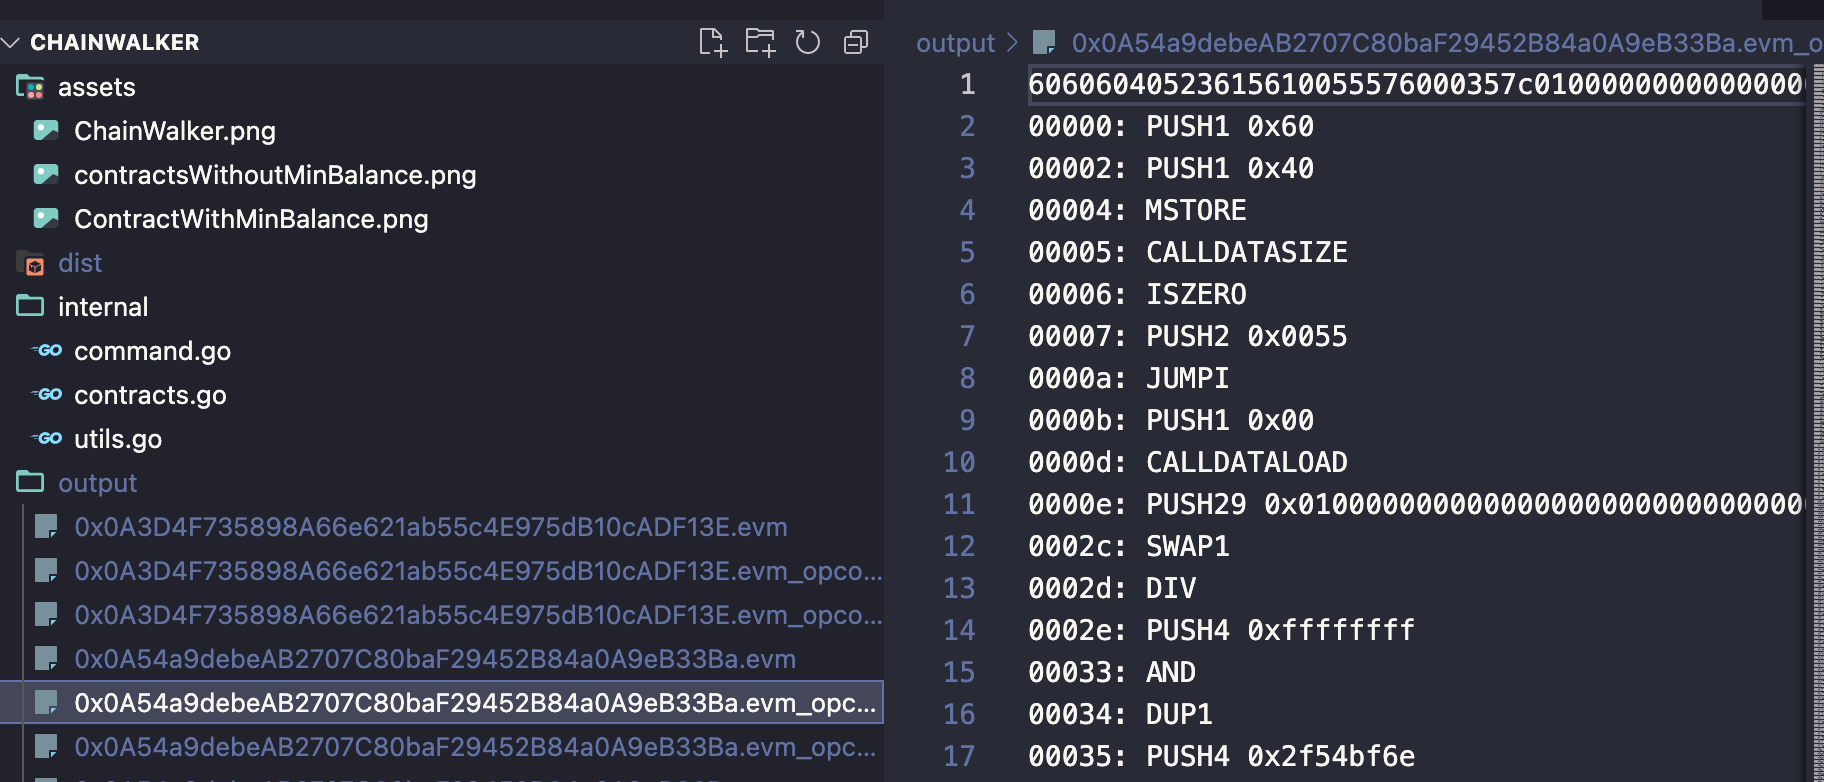 CHAINWALKER
assets
ChainWalker.png
contractsWithoutMinBalance.png
ContractWithMinBalance.png
dist
internal
GO command.go
GO contracts.go
GO utils.go
output
0x0A3D4F735898A66e621ab55c4E975dB10cADF13E.evm
0x0A3D4F735898A66e621ab55c4E975dB10cADF13E.evm_opco...
0x0A3D4F735898A66e621ab55c4E975dB10cADF13E.evm_opco...
0x0A54a9debeAB2707C80baF29452B84a0A9eB33Ba.evm
0x0A54a9debeAB2707C80baF29452B84a0A9eB33Ba.evm_opc...
0x0A54a9debeAB2707C80baF29452B84a0A9eB33Ba.evm_opc...
output > 0x0A54a9debeAB2707C80baF29452B84a0A9eB33Ba.evm_o
1 60606040523615610055576000357c0100000000000000
2 00000: PUSH1 0x60
3 00002: PUSH1 0x40
4 00004: MSTORE
5 00005: CALLDATASIZE
6 00006: ISZERO
7 00007: PUSH2 0x0055
8 0000a: JUMPI
9 0000b: PUSH1 0x00
10 0000d: CALLDATALOAD
11 0000e: PUSH29 0x010000000000000000000000000000
12 0002c: SWAP1
13 0002d: DIV
14 0002e: PUSH4 0xffffffff
15 00033: AND
16 00034: DUP1
17 00035: PUSH4 0x2f54bf6e